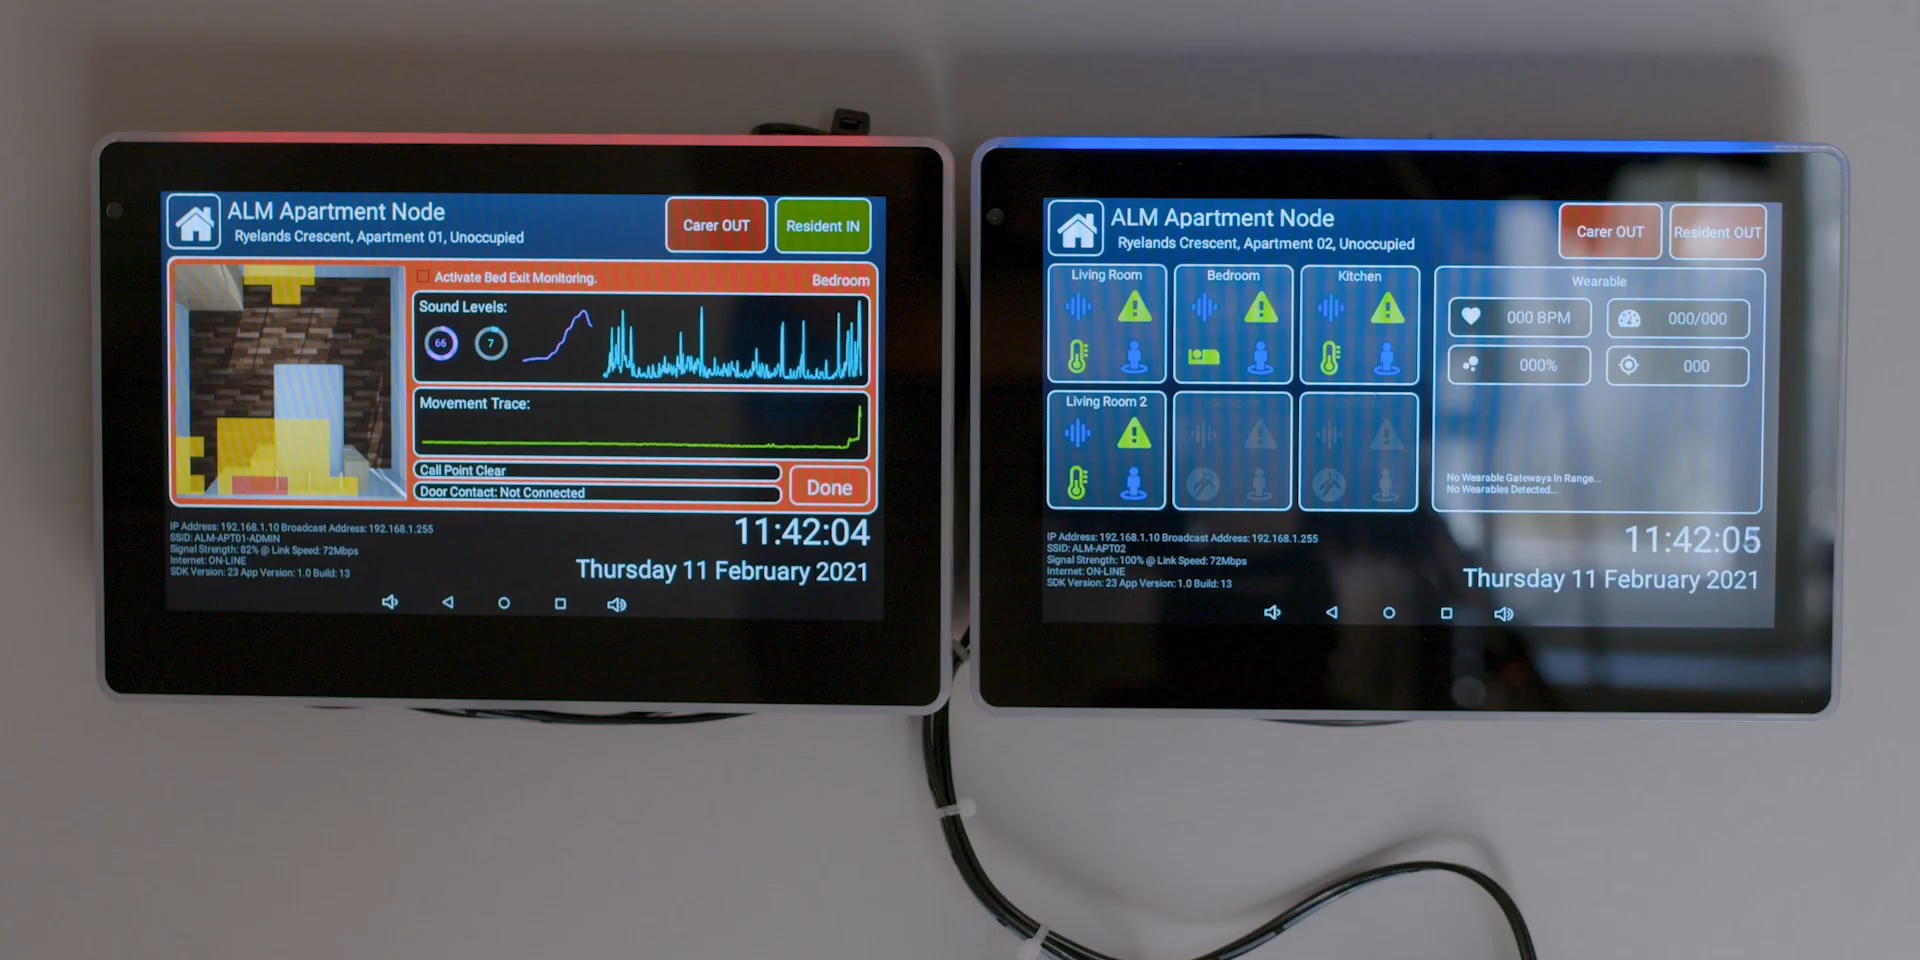 ALM Apartment Node
Ryelands Crescent, Apartment 01, Unoccupied
Carer OUT
Resident IN
Activate Bed Exit Monitoring.
Bedroom
Sound Levels:
66
7
Movement Trace:
Call Point Clear
Door Contact: Not Connected
Done
IP Address: 192.168.1.10 Broadcast Address: 192.168.1.255
SSID: ALM-APT01-ADMIN
Signal Strength: 82% @ Link Speed: 72Mbps
Internet: ON-LINE
SDK Version: 23 App Version: 1.0 Build: 13
11:42:04
Thursday 11 February 2021
ALM Apartment Node
Ryelands Crescent, Apartment 02, Unoccupied
Carer OUT
Resident OUT
Living Room
Bedroom
Kitchen
Living Room 2
Wearable
000 BPM
000/000
000%
000
No Wearable Gateways In Range...
No Wearables Detected...
IP Address: 192.168.1.10 Broadcast Address: 192.168.1.255
SSID: ALM-APT02
Signal Strength: 100% @ Link Speed: 72Mbps
Internet: ON-LINE
SDK Version: 23 App Version: 1.0 Build: 13
11:42:05
Thursday 11 February 2021